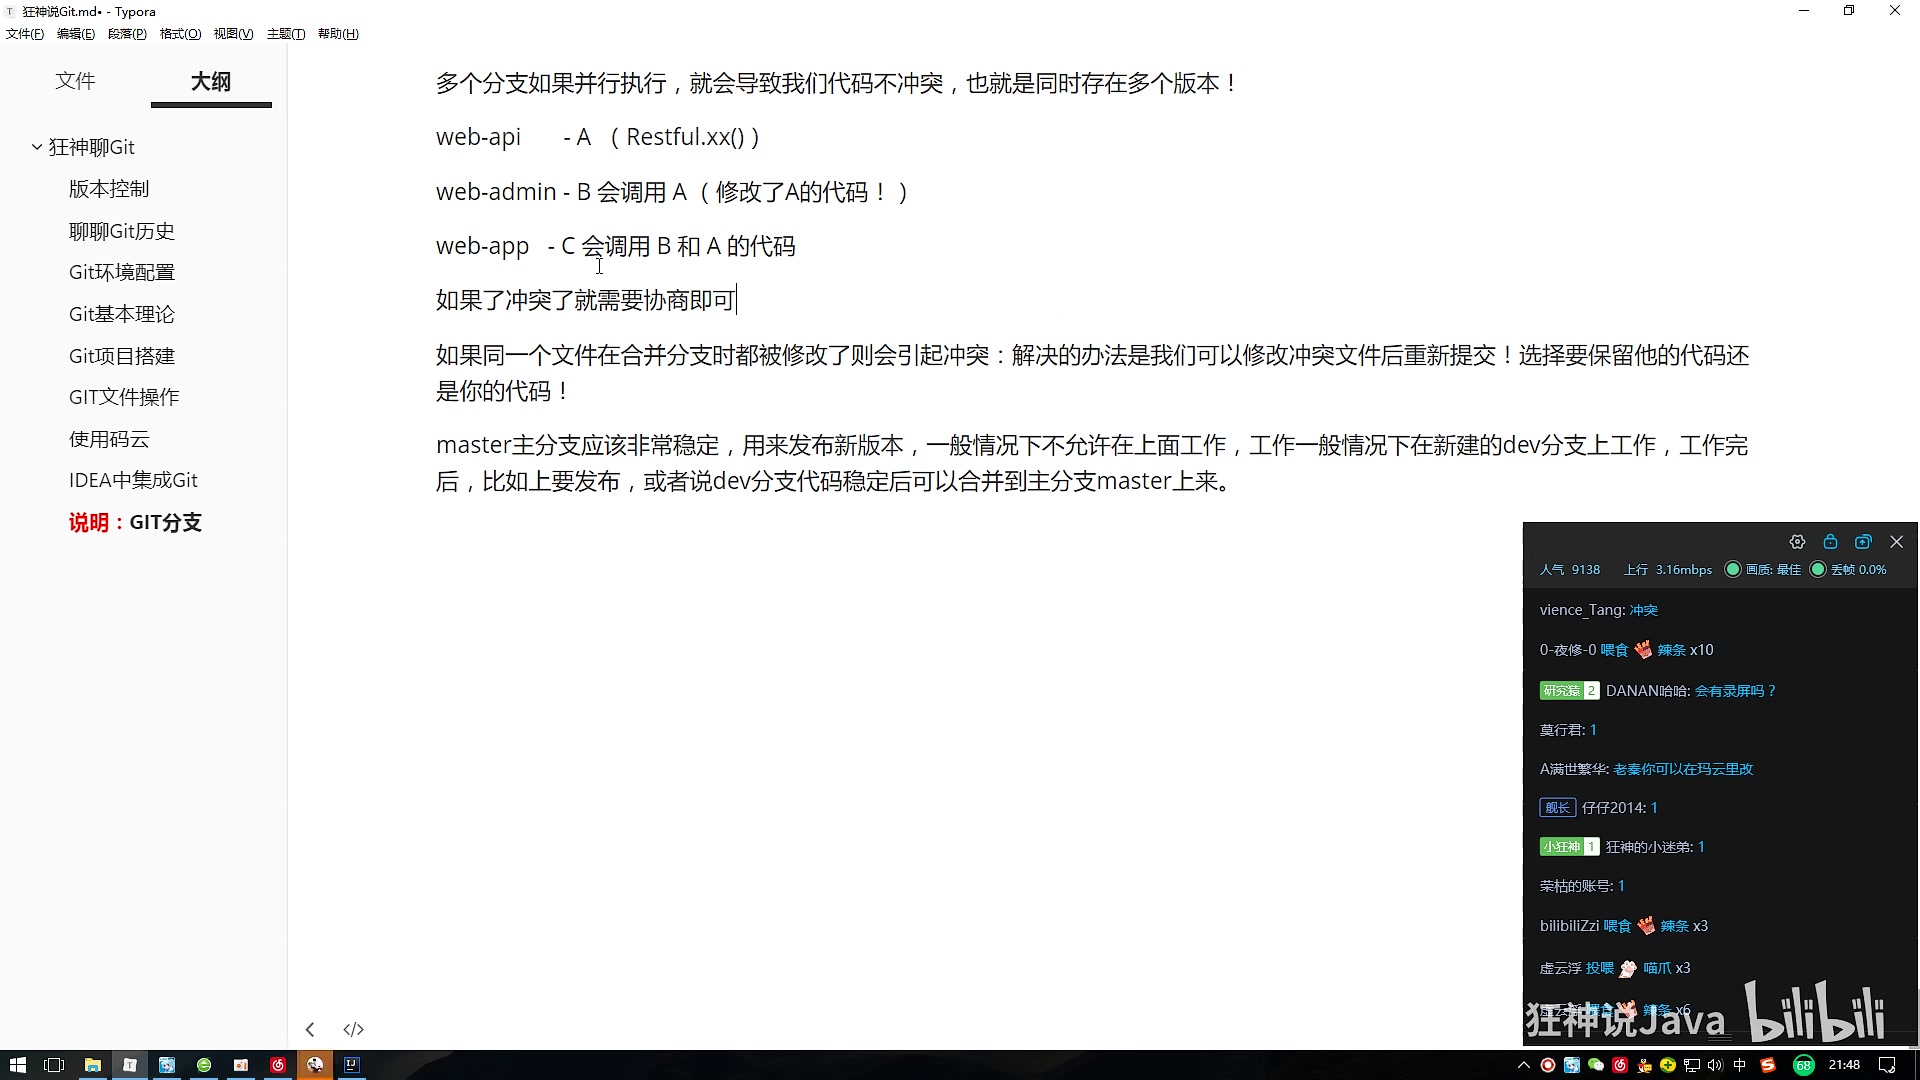 狂神说Git.md• - Typora
文件(F) 编辑(E) 段落(P) 格式(O) 视图(V) 主题(T) 帮助(H)
文件 大纲
狂神聊Git
版本控制
聊聊Git历史
Git环境配置
Git基本理论
Git项目搭建
GIT文件操作
使用码云
IDEA中集成Git
说明：GIT分支
多个分支如果并行执行，就会导致我们代码不冲突，也就是同时存在多个版本！
web-api - A （ Restful.xx() ）
web-admin - B 会调用 A （ 修改了A的代码！ ）
web-app - C 会调用 B 和 A 的代码
如果了冲突了就需要协商即可
如果同一个文件在合并分支时都被修改了则会引起冲突：解决的办法是我们可以修改冲突文件后重新提交！选择要保留他的代码还
是你的代码！
master主分支应该非常稳定，用来发布新版本，一般情况下不允许在上面工作，工作一般情况下在新建的dev分支上工作，工作完
后，比如上要发布，或者说dev分支代码稳定后可以合并到主分支master上来。
人气 9138 上行 3.16mbps 画质: 最佳 丢帧 0.0%
vience_Tang: 冲突
0-夜修-0 喂食 辣条 x10
研究猿 2 DANAN哈哈: 会有录屏吗？
莫行君: 1
A满世繁华: 老秦你可以在玛云里改
舰长 仔仔2014: 1
小狂神 1 狂神的小迷弟: 1
荣枯的账号: 1
bilibiliZzi 喂食 辣条 x3
虚云浮 投喂 喵爪 x3
虚云浮 喂食 辣条 x6
狂神说Java bilibili
中 68 21:48